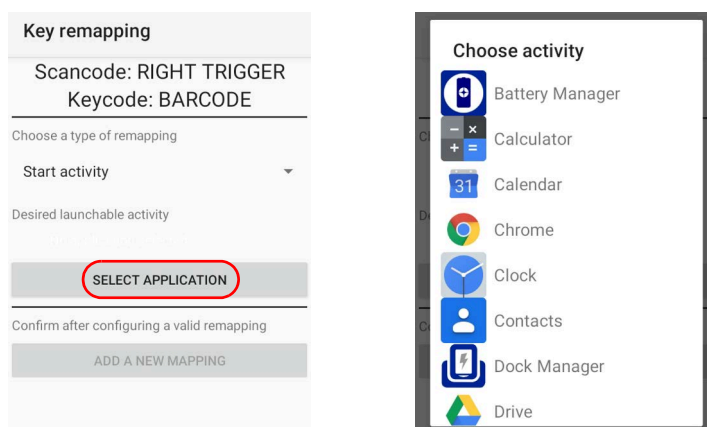 Key remapping
Scancode: RIGHT TRIGGER
Keycode: BARCODE
Choose a type of remapping
Start activity
Desired launchable activity
SELECT APPLICATION
Confirm after configuring a valid remapping
ADD A NEW MAPPING
Choose activity
Battery Manager
Calculator
31 Calendar
Chrome
Clock
Contacts
Dock Manager
Drive